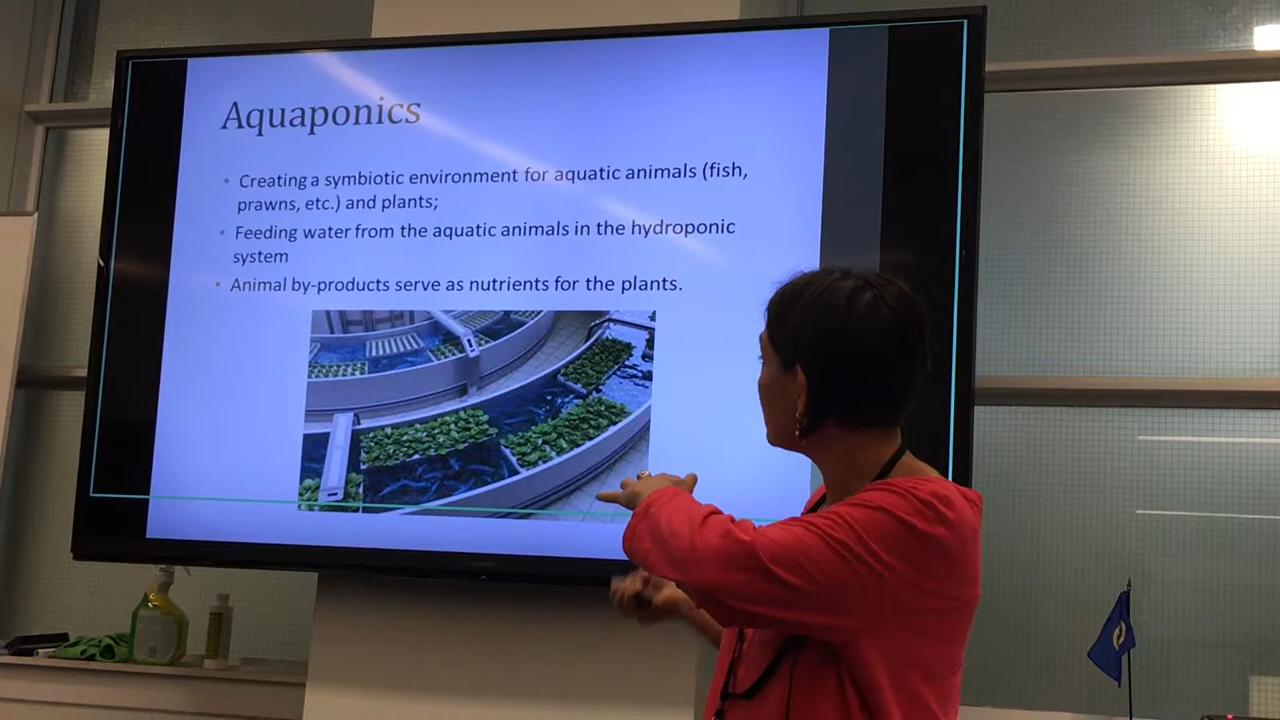 Aquaponics
• Creating a symbiotic environment for aquatic animals (fish,
prawns, etc.) and plants;
• Feeding water from the aquatic animals in the hydroponic
system
• Animal by-products serve as nutrients for the plants.